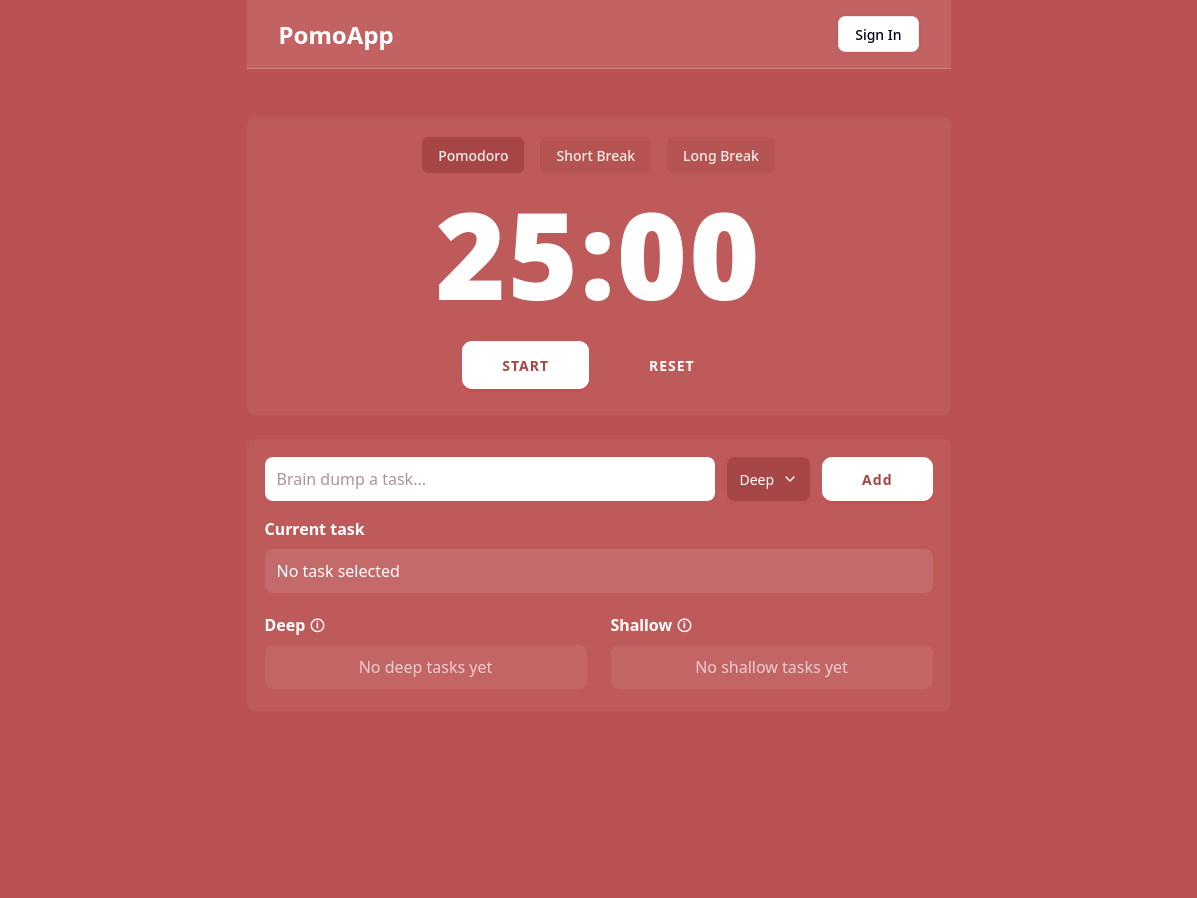 PomoApp
Sign In
Pomodoro
Short Break
Long Break
25:00
START
RESET
Brain dump a task...
Deep
Add
Current task
No task selected
Deep
Shallow
No deep tasks yet
No shallow tasks yet